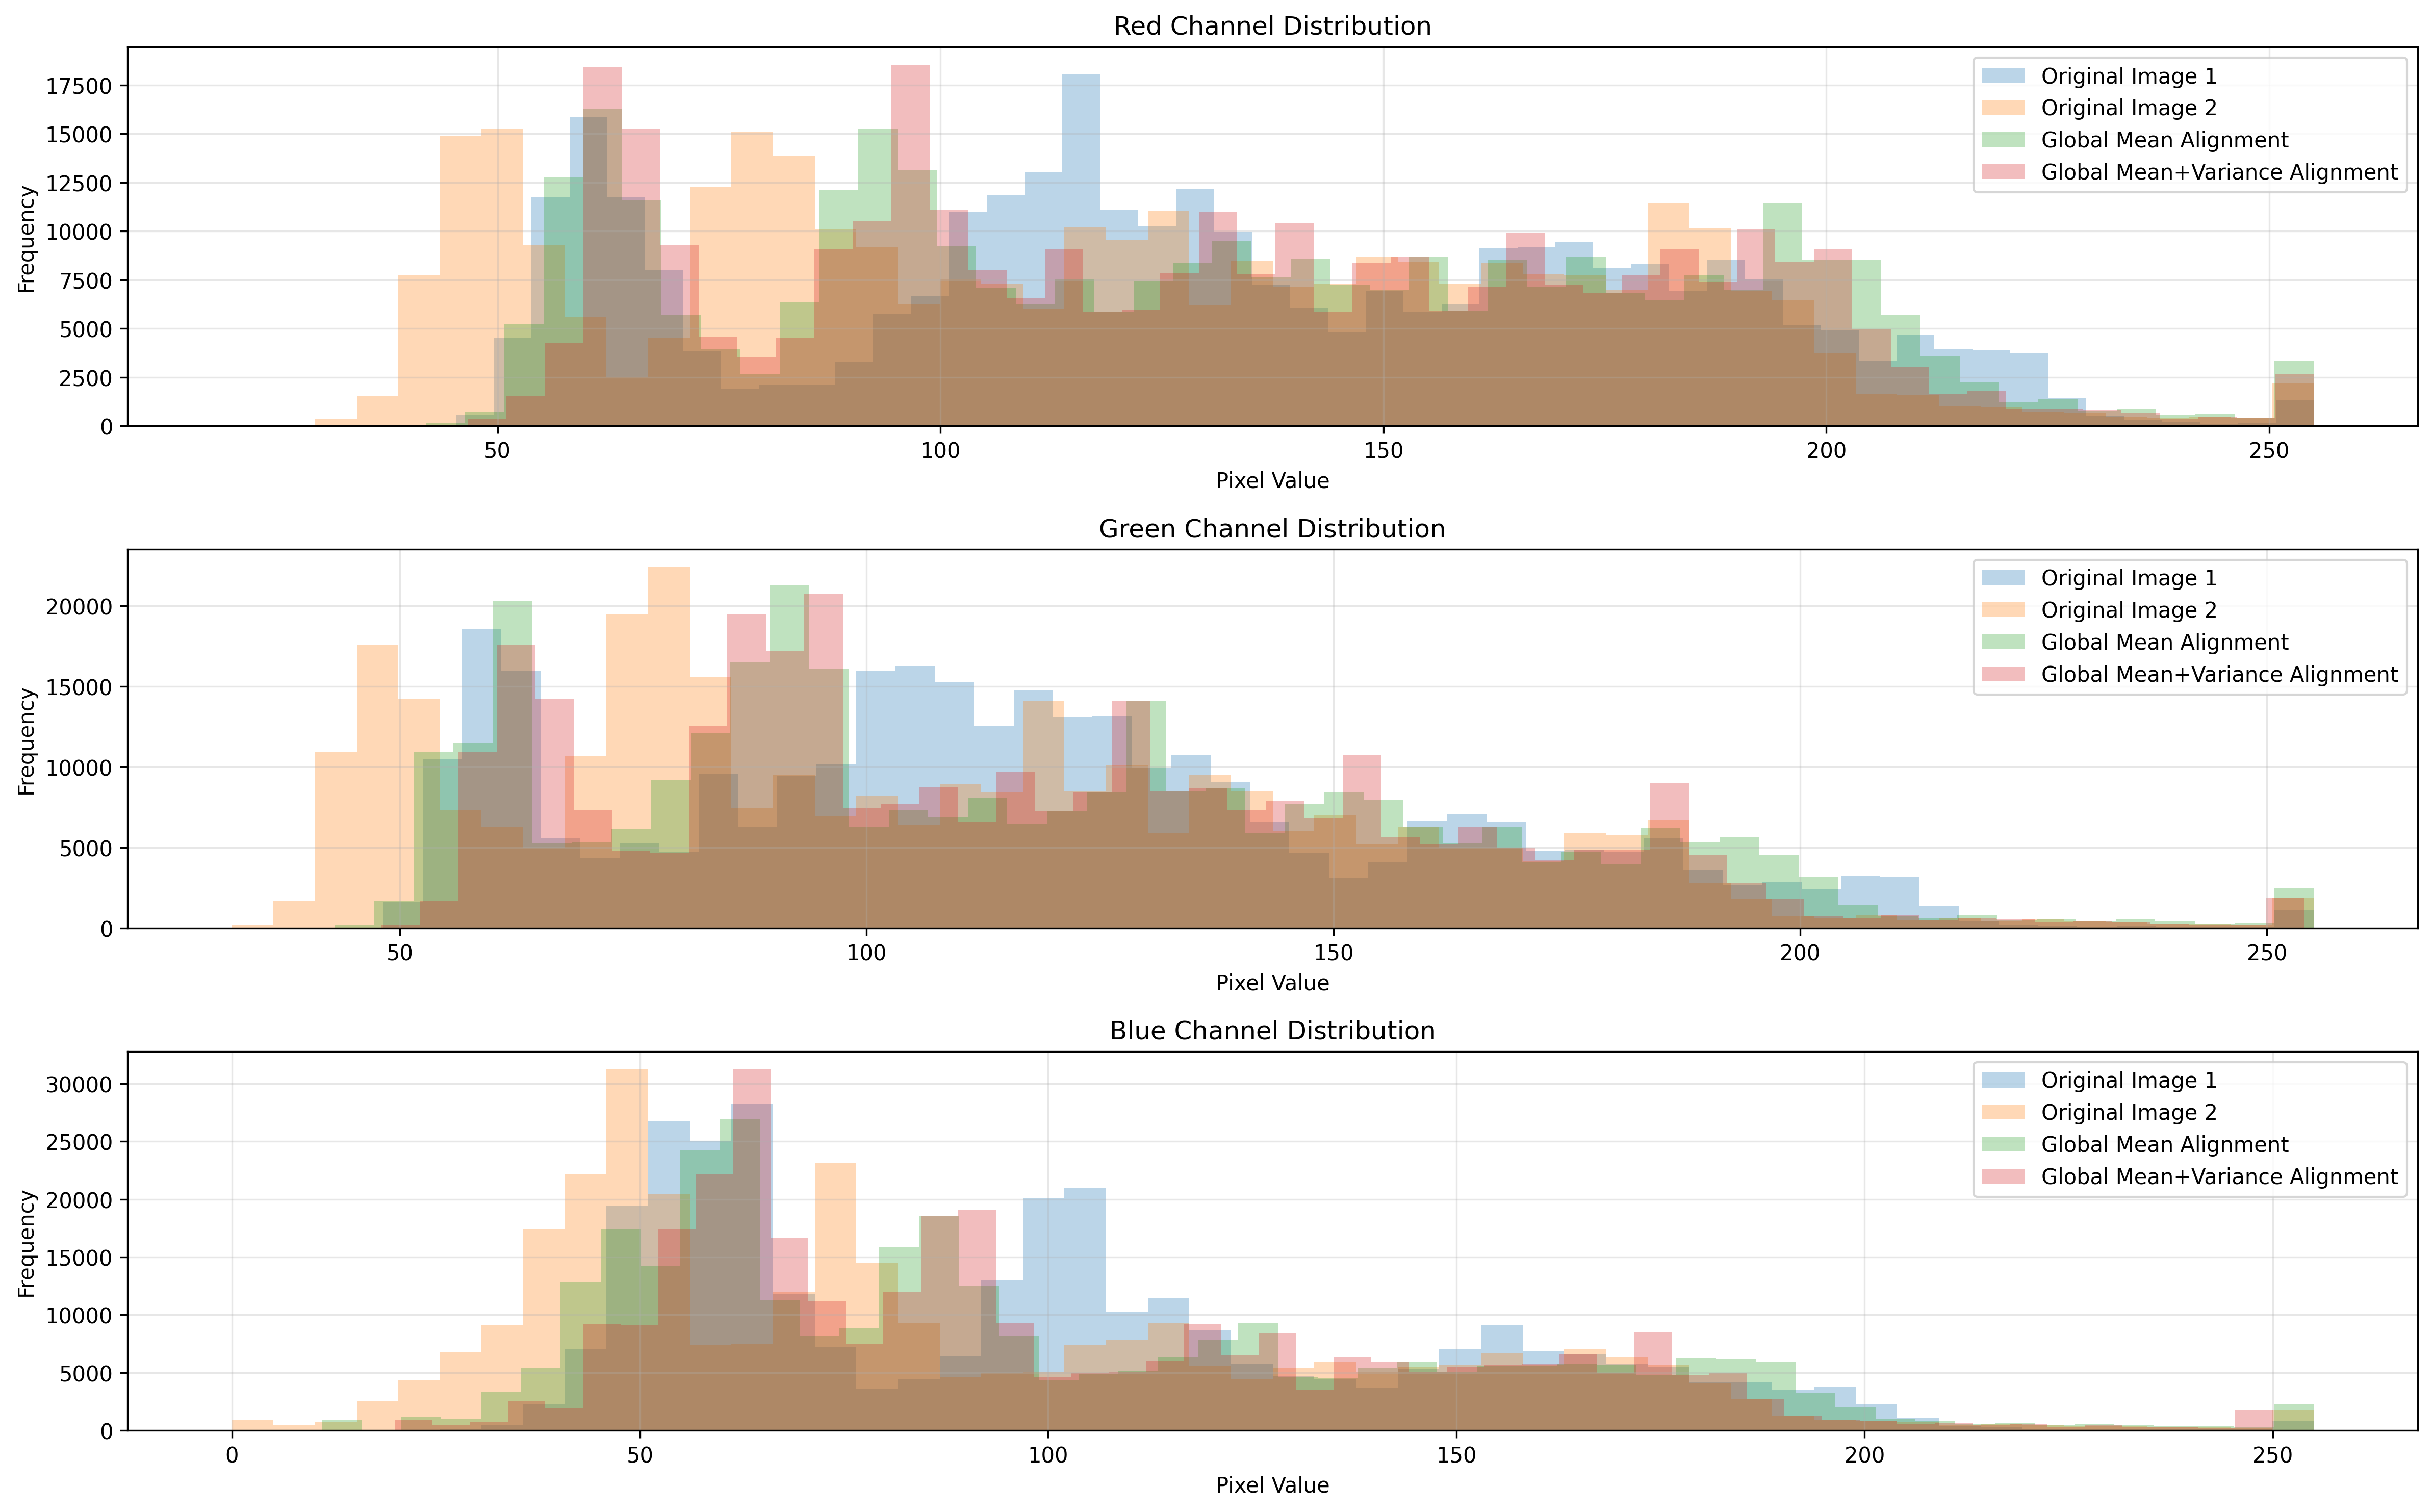 Red Channel Distribution
Frequency
17500
15000
12500
10000
7500
5000
2500
0
Original Image 1
Original Image 2
Global Mean Alignment
Global Mean+Variance Alignment
50
100
150
200
250
Pixel Value
Green Channel Distribution
Frequency
20000
15000
10000
5000
0
Original Image 1
Original Image 2
Global Mean Alignment
Global Mean+Variance Alignment
50
100
150
200
250
Pixel Value
Blue Channel Distribution
Frequency
30000
25000
20000
15000
10000
5000
0
Original Image 1
Original Image 2
Global Mean Alignment
Global Mean+Variance Alignment
0
50
100
150
200
250
Pixel Value